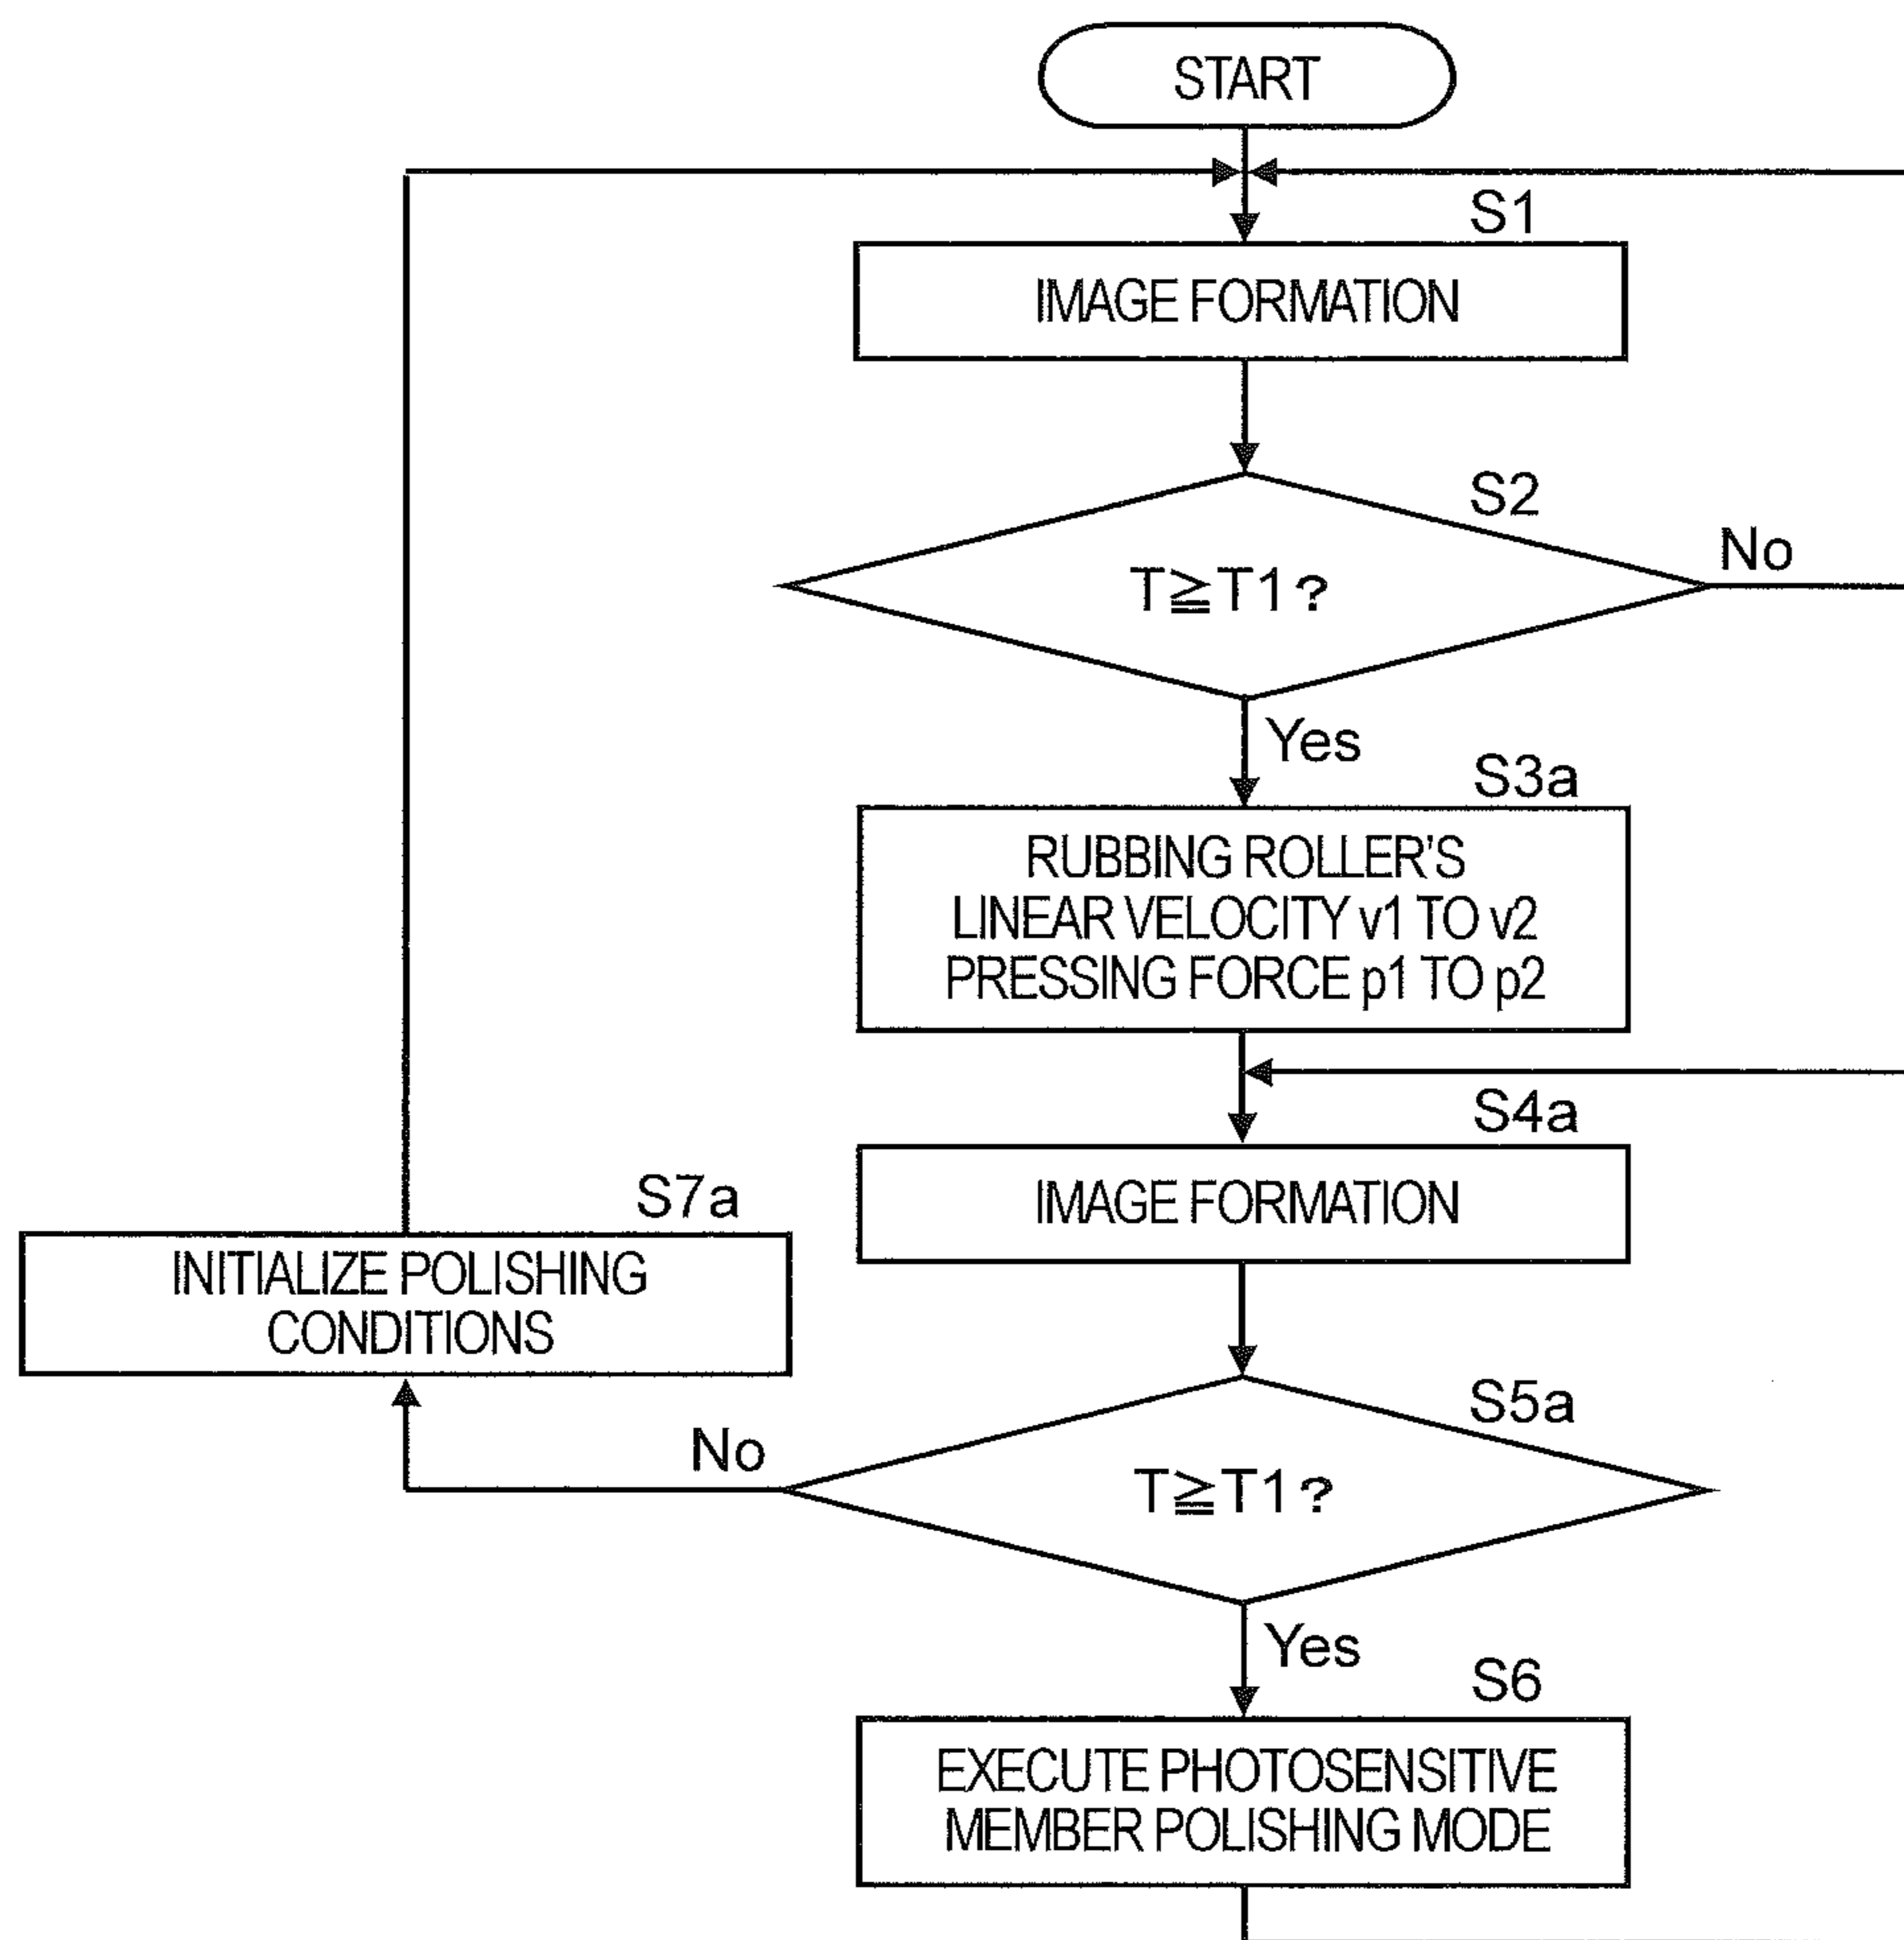 START
S1
IMAGE FORMATION
S2
T≧T1?
No
Yes
S3a
RUBBING ROLLER'S
LINEAR VELOCITY v1 TO v2
PRESSING FORCE p1 TO p2
S4a
IMAGE FORMATION
S7a
INITIALIZE POLISHING
CONDITIONS
S5a
No
T≧T1?
Yes
S6
EXECUTE PHOTOSENSITIVE
MEMBER POLISHING MODE